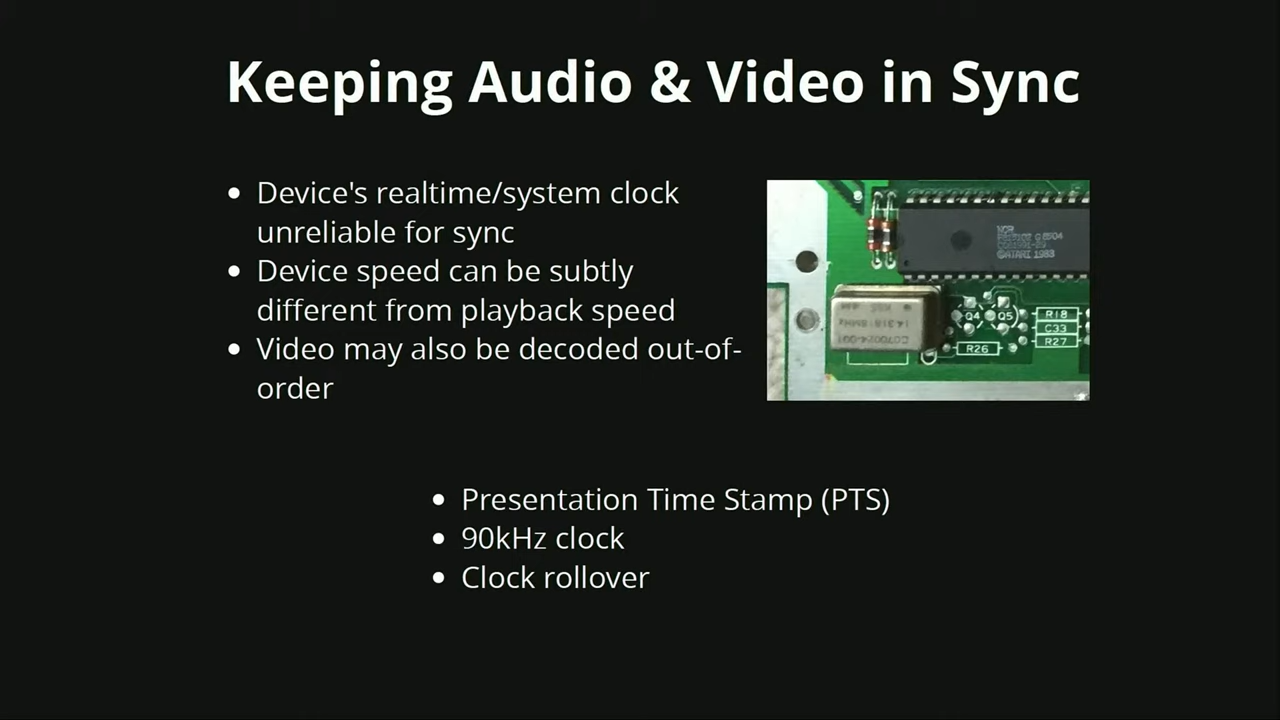 Keeping Audio & Video in Sync
• Device's realtime/system clock
unreliable for sync
• Device speed can be subtly
different from playback speed
• Video may also be decoded out-of-
order
NCR
©ATARI 1983
Q4
Q5
R18
C33
R27
R26
• Presentation Time Stamp (PTS)
• 90kHz clock
• Clock rollover